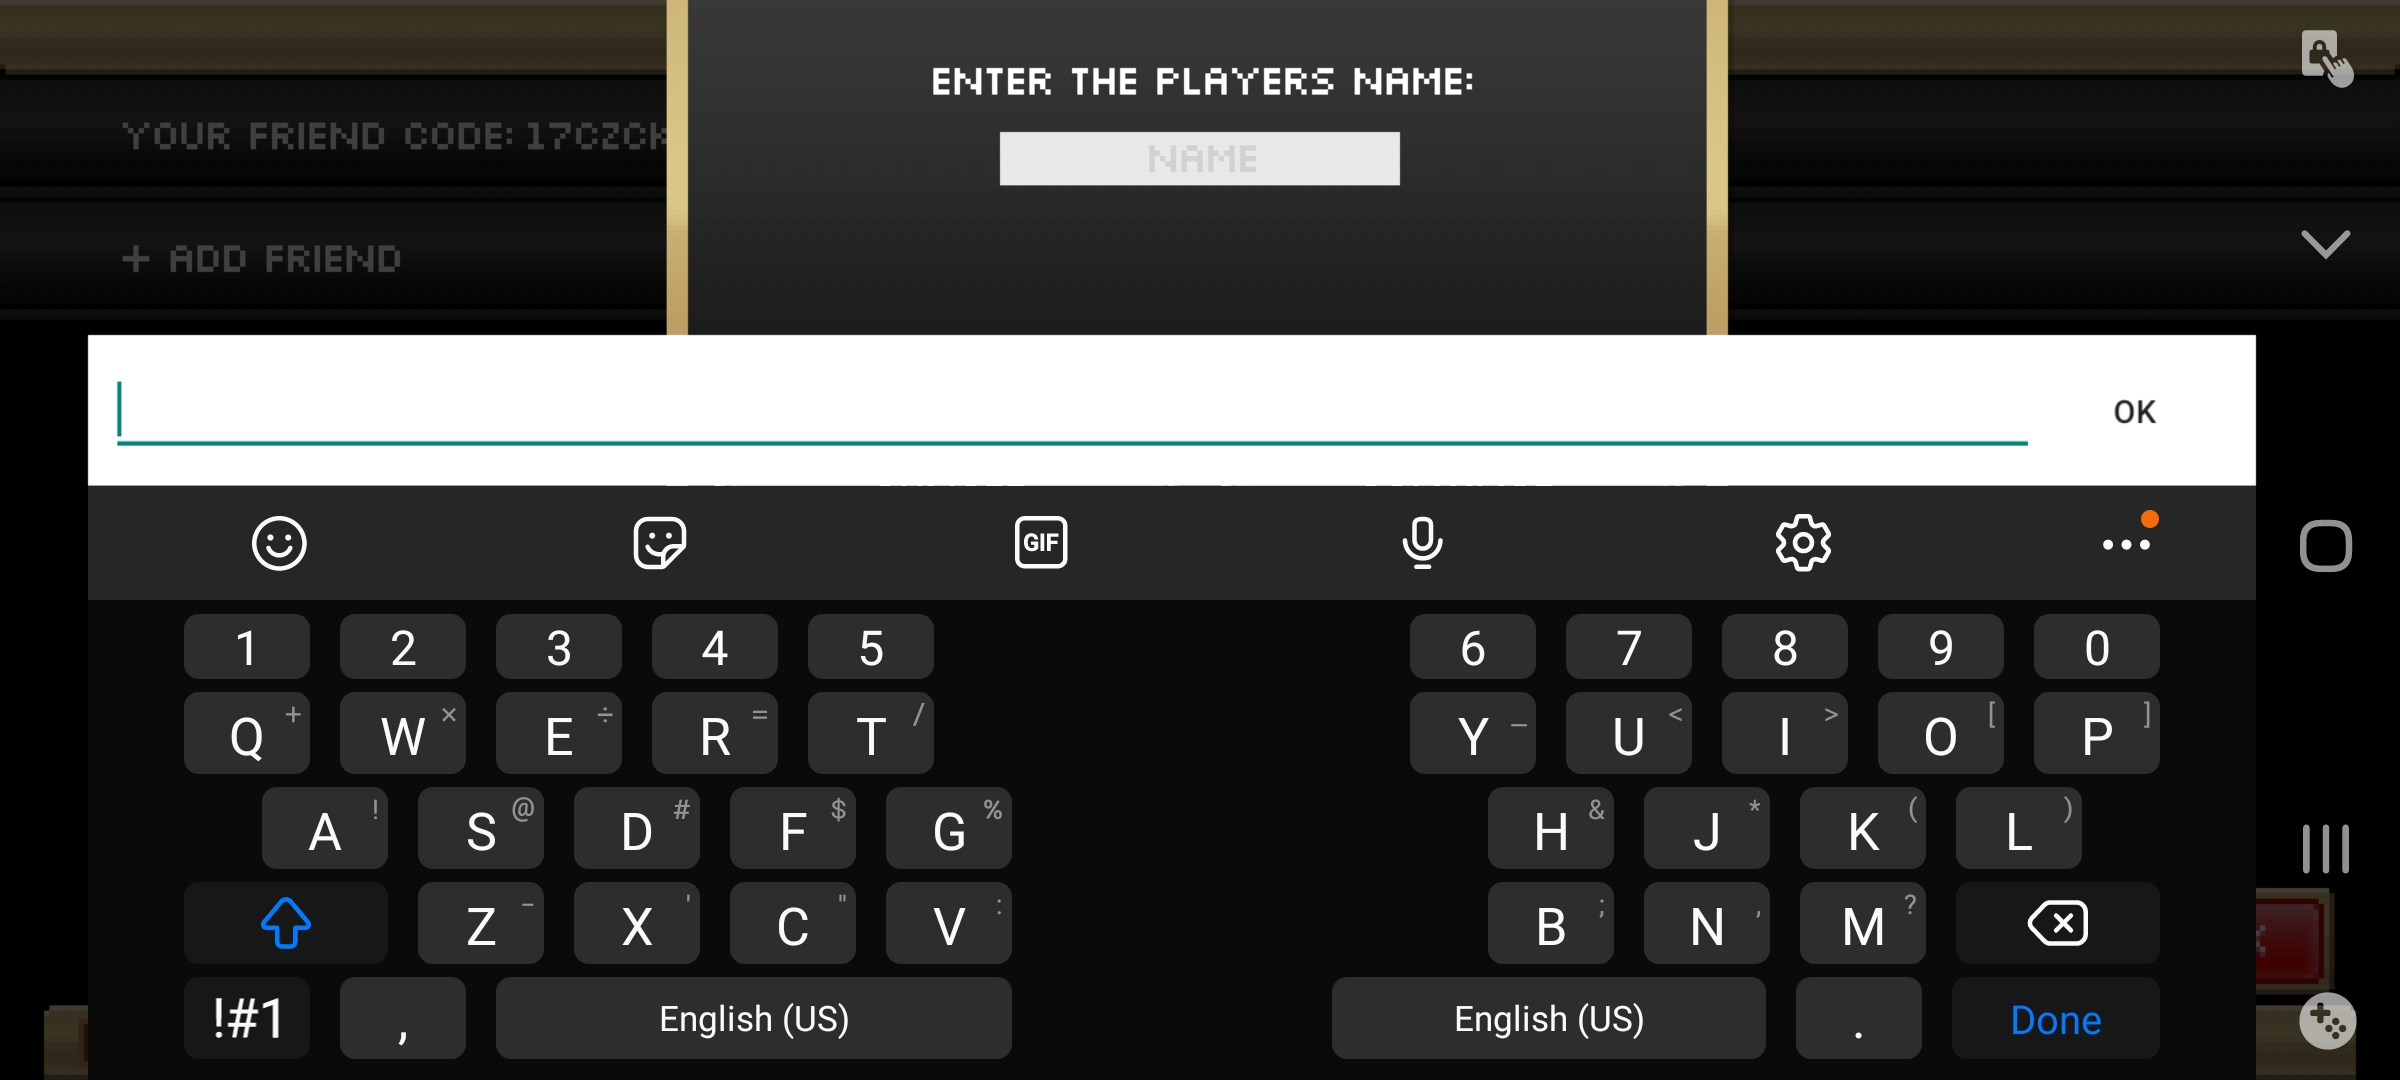 ENTER THE PLAYERS NAME:
YOUR FRIEND CODE: 17CZCK
NAME
+ ADD FRIEND
OK
GIF
1 2 3 4 5 6 7 8 9 0
Q + W × E ÷ R = T / Y _ U < I > O [ P ]
A ! S @ D # F $ G % H & J * K ( L )
Z - X ' C " V : B ; N , M ?
!#1 , English (US) English (US) . Done